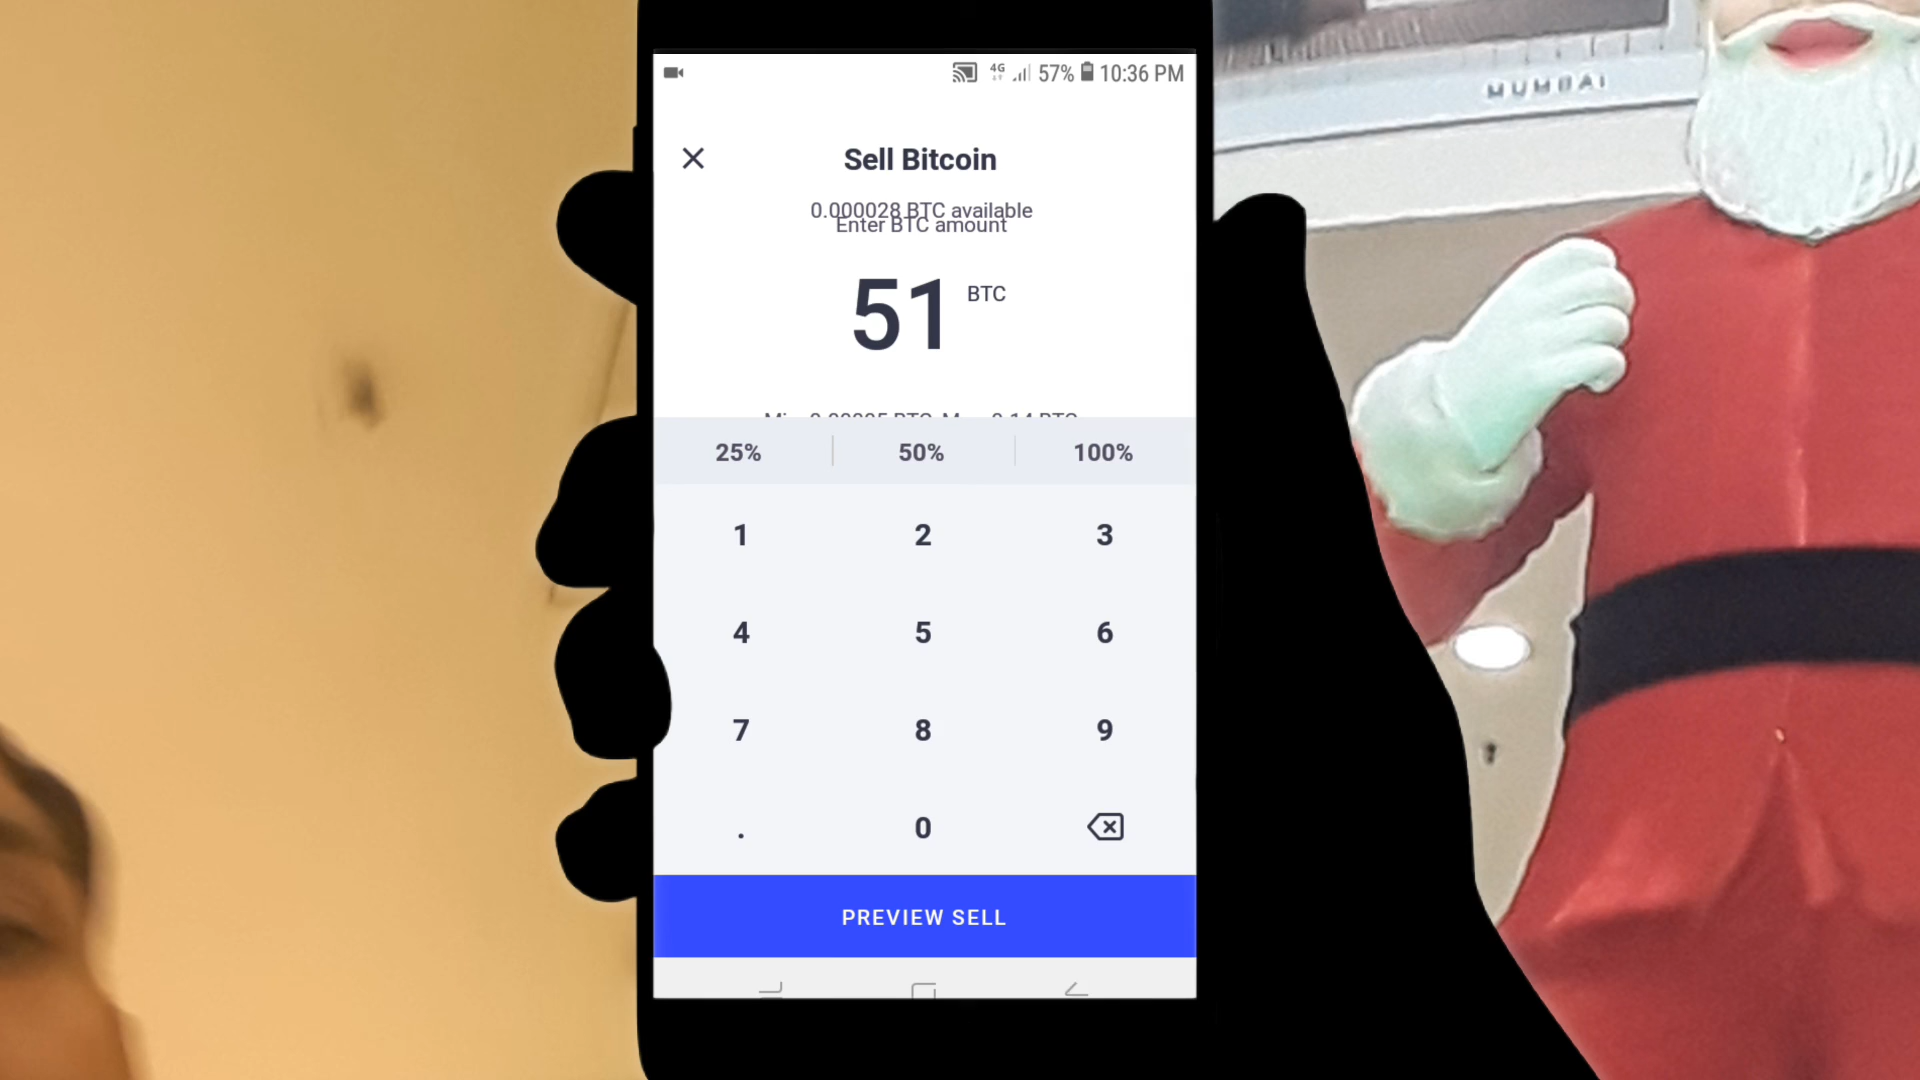 4G 57% 10:36 PM
MUMBAI
Sell Bitcoin
0.000028 BTC available
Enter BTC amount
51 BTC
25% 50% 100%
1 2 3
4 5 6
7 8 9
. 0
PREVIEW SELL